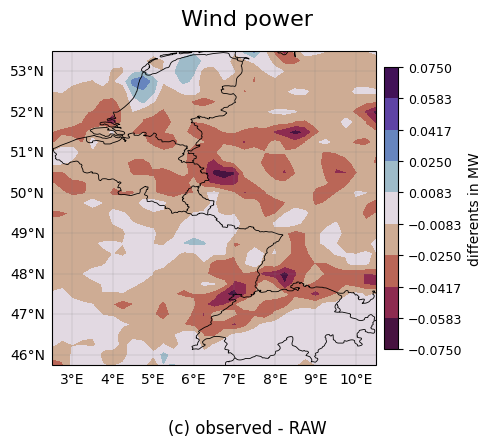 Wind power
53°N
52°N
51°N
50°N
49°N
48°N
47°N
46°N
3°E 4°E 5°E 6°E 7°E 8°E 9°E 10°E
0.0750
0.0583
0.0417
0.0250
0.0083
−0.0083
−0.0250
−0.0417
−0.0583
−0.0750
differents in MW
(c) observed - RAW